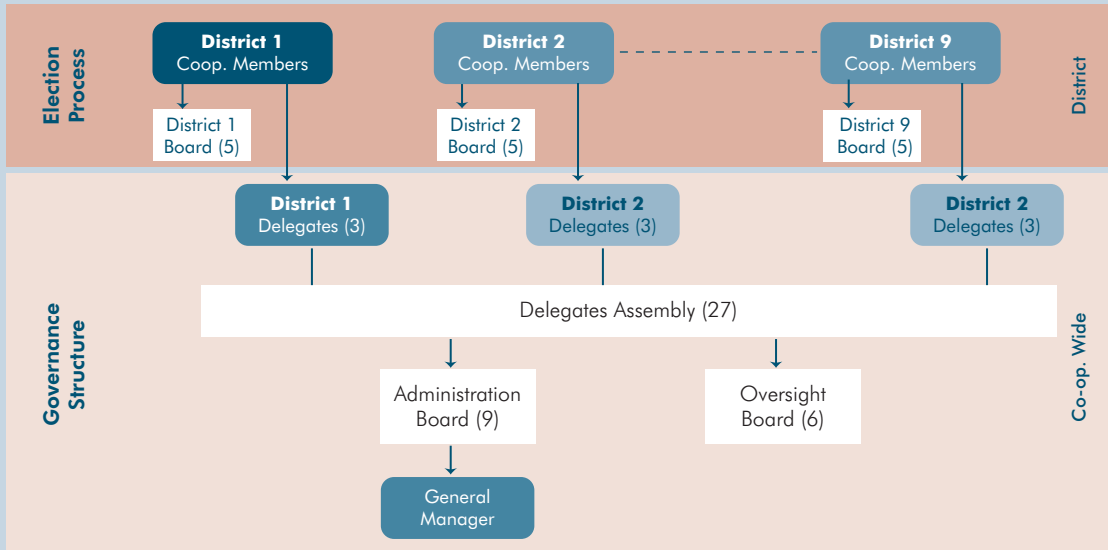 Election
Process
District 1
Coop. Members
District 2
Coop. Members
District 9
Coop. Members
District
District 1
Board (5)
District 2
Board (5)
District 9
Board (5)
District 1
Delegates (3)
District 2
Delegates (3)
District 2
Delegates (3)
Governance
Structure
Delegates Assembly (27)
Co-op. Wide
Administration
Board (9)
Oversight
Board (6)
General
Manager